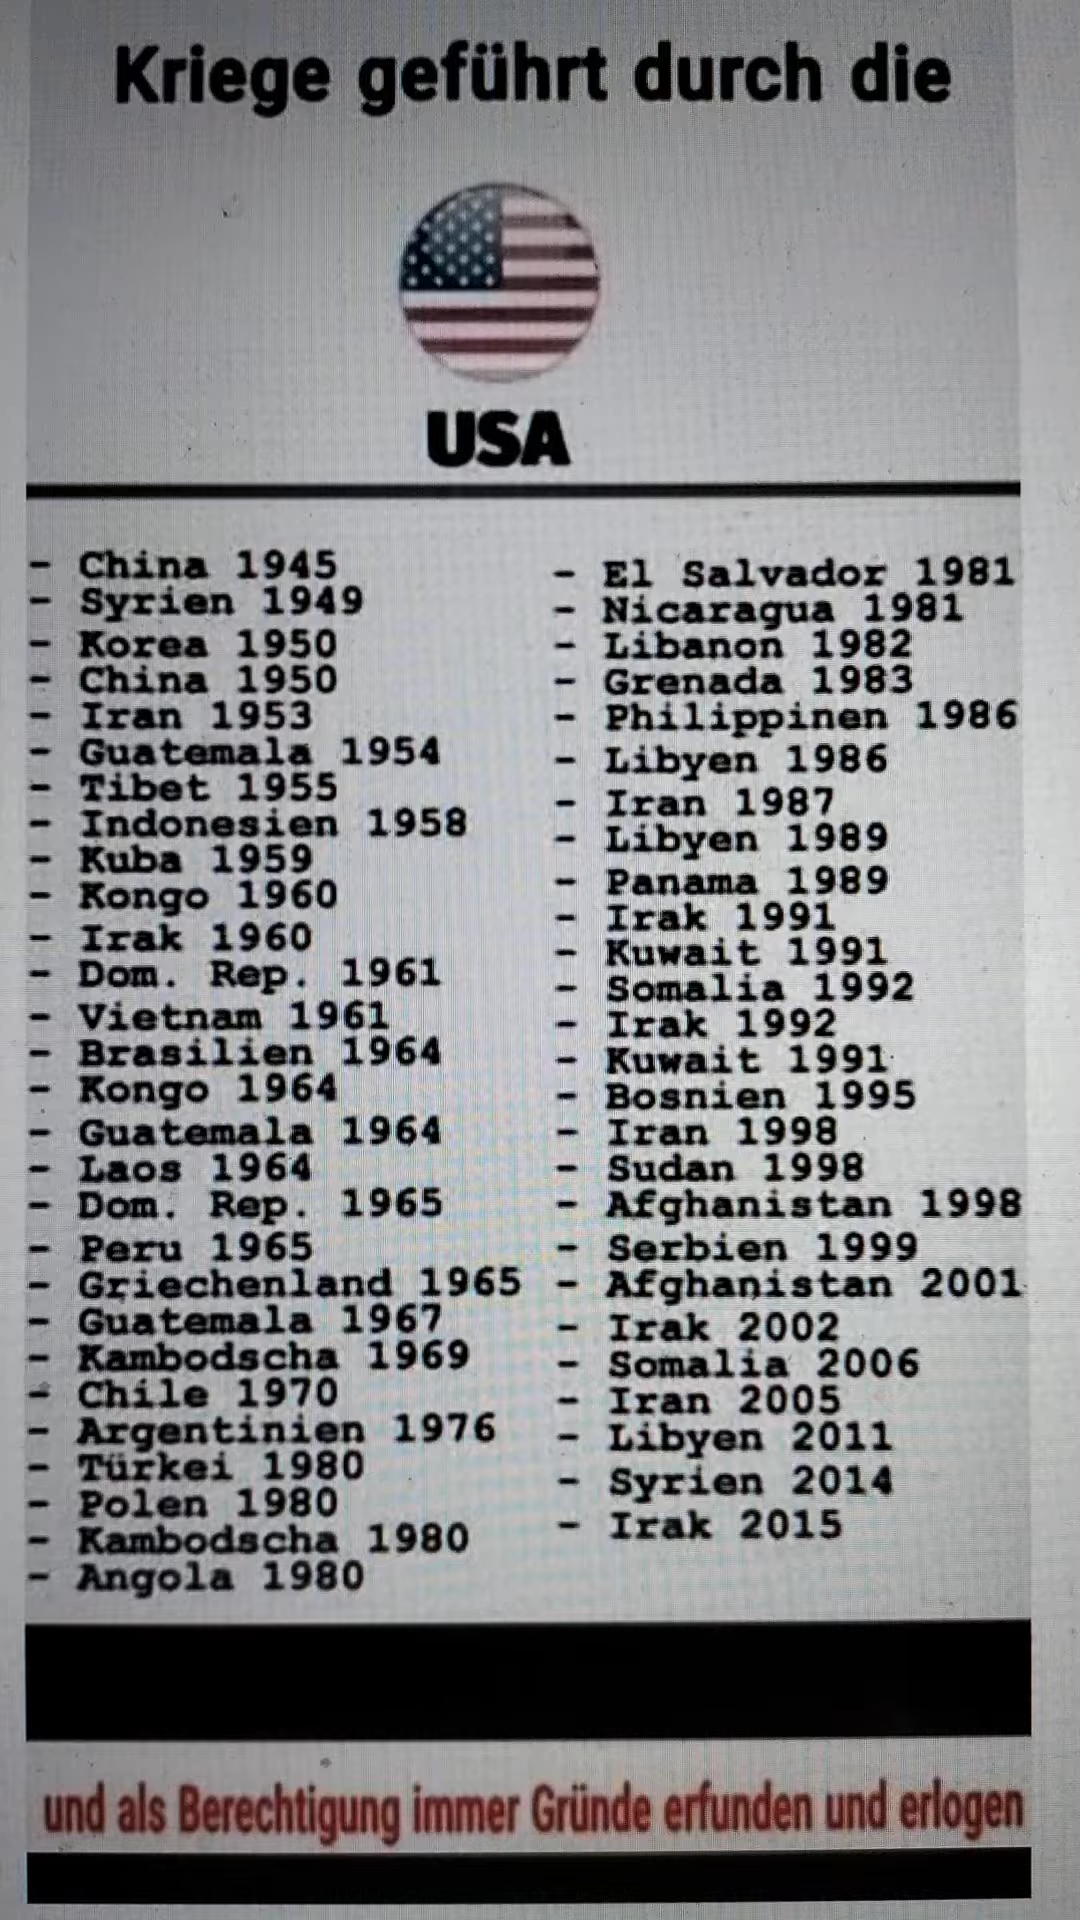 Kriege geführt durch die
USA
- China 1945
- Syrien 1949
- Korea 1950
- China 1950
- Iran 1953
- Guatemala 1954
- Tibet 1955
- Indonesien 1958
- Kuba 1959
- Kongo 1960
- Irak 1960
- Dom. Rep. 1961
- Vietnam 1961
- Brasilien 1964
- Kongo 1964
- Guatemala 1964
- Laos 1964
- Dom. Rep. 1965
- Peru 1965
- Griechenland 1965
- Guatemala 1967
- Kambodscha 1969
- Chile 1970
- Argentinien 1976
- Türkei 1980
- Polen 1980
- Kambodscha 1980
- Angola 1980
- El Salvador 1981
- Nicaragua 1981
- Libanon 1982
- Grenada 1983
- Philippinen 1986
- Libyen 1986
- Iran 1987
- Libyen 1989
- Panama 1989
- Irak 1991
- Kuwait 1991
- Somalia 1992
- Irak 1992
- Kuwait 1991
- Bosnien 1995
- Iran 1998
- Sudan 1998
- Afghanistan 1998
- Serbien 1999
- Afghanistan 2001
- Irak 2002
- Somalia 2006
- Iran 2005
- Libyen 2011
- Syrien 2014
- Irak 2015
und als Berechtigung immer Gründe erfunden und erlogen